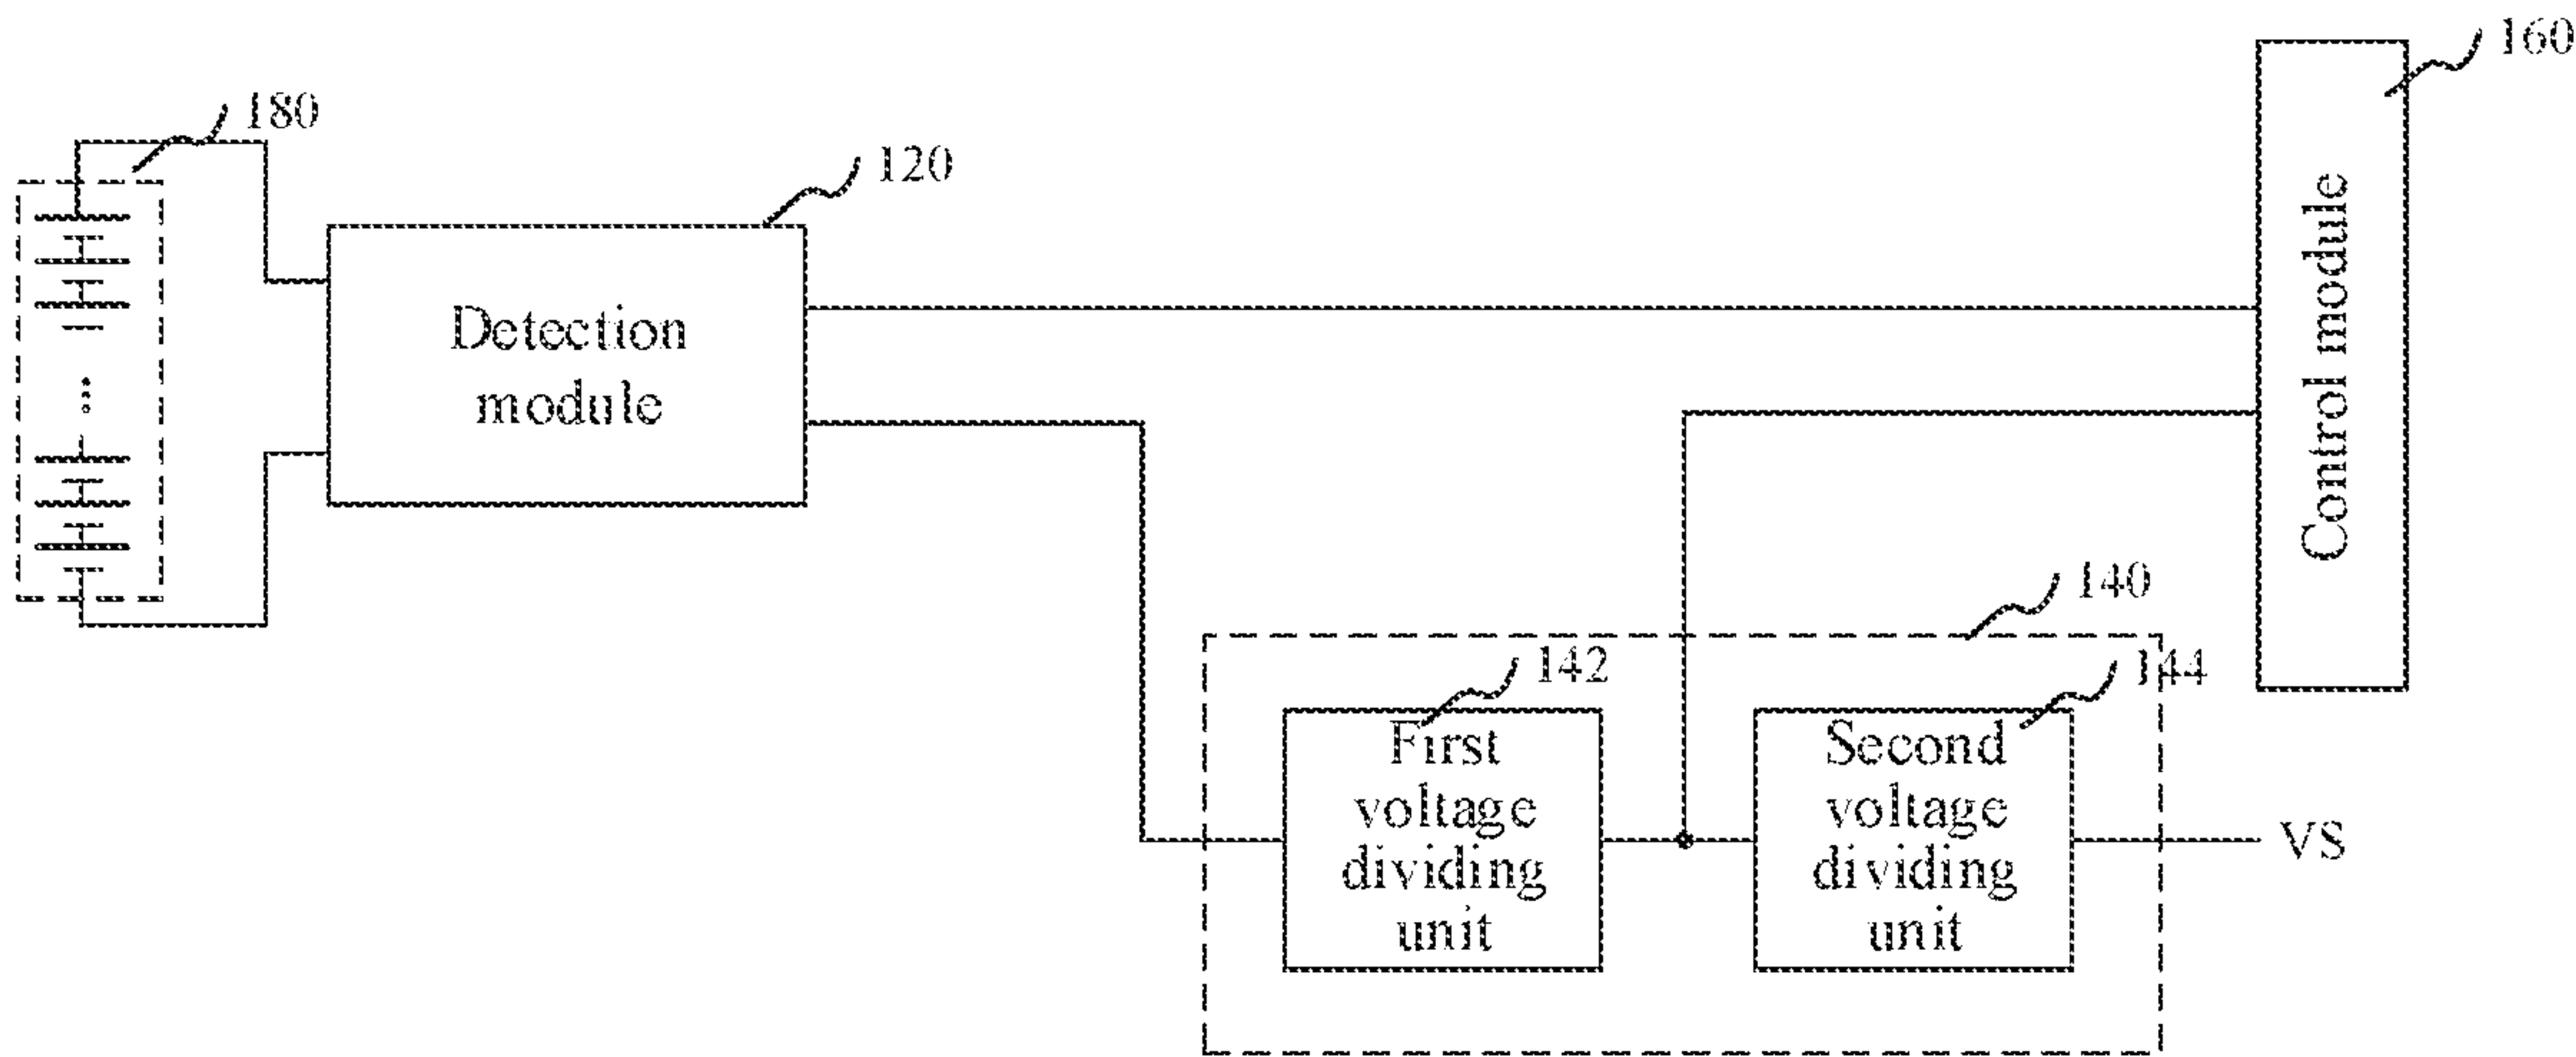 160
180
120
Detection
module
Control module
140
142
144
First
voltage
dividing
unit
Second
voltage
dividing
unit
VS